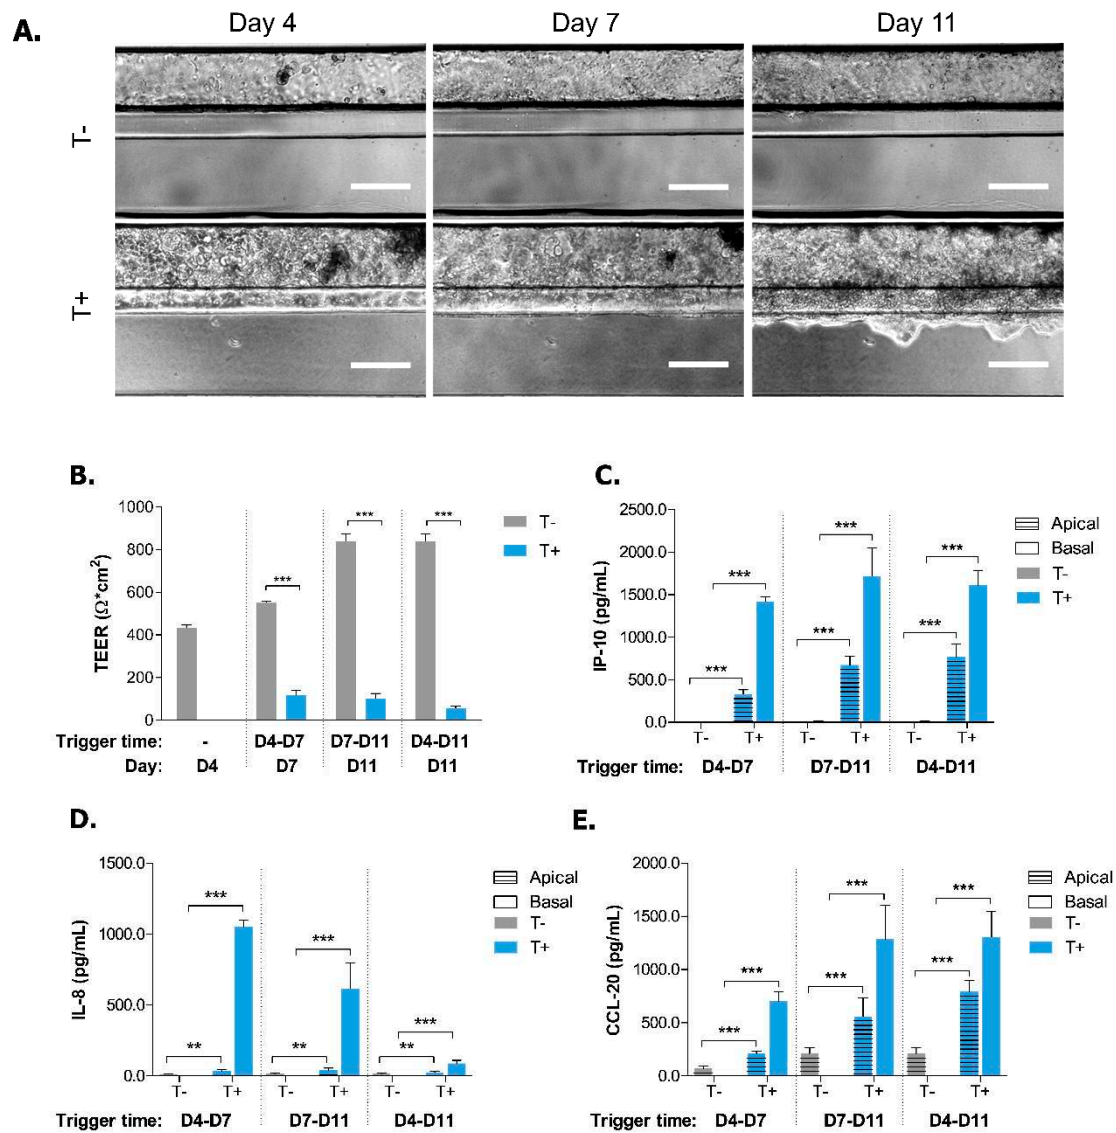 A.
Day 4 Day 7 Day 11
T-
T+
B.
1000
800
600
400
200
0
TEER (Ω*cm2)
***
***
***
T-
T+
Trigger time: - D4-D7 D7-D11 D4-D11
Day: D4 D7 D11 D11
C.
2500.0
2000.0
1500.0
1000.0
500.0
0.0
IP-10 (pg/mL)
***
***
***
***
***
***
Apical
Basal
T-
T+
T- T+ T- T+ T- T+
Trigger time: D4-D7 D7-D11 D4-D11
D.
1500.0
1000.0
500.0
0.0
IL-8 (pg/mL)
***
**
***
**
***
**
Apical
Basal
T-
T+
T- T+ T- T+ T- T+
Trigger time: D4-D7 D7-D11 D4-D11
E.
2000.0
1500.0
1000.0
500.0
0.0
CCL-20 (pg/mL)
***
***
***
***
***
***
Apical
Basal
T-
T+
T- T+ T- T+ T- T+
Trigger time: D4-D7 D7-D11 D4-D11